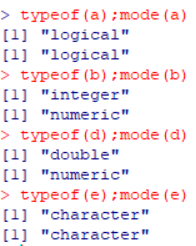 > typeof(a);mode(a)
[1] "logical"
[1] "logical"
> typeof(b);mode(b)
[1] "integer"
[1] "numeric"
> typeof(d);mode(d)
[1] "double"
[1] "numeric"
> typeof(e);mode(e)
[1] "character"
[1] "character"